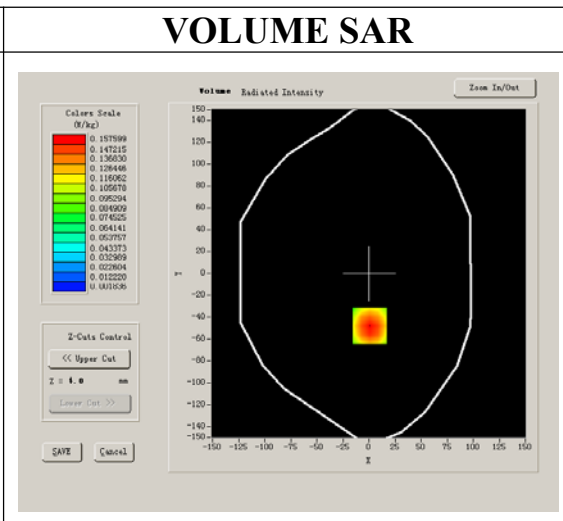 VOLUME SAR
Volume Radiated Intensity
Zoom In/Out
Colors Scale
(W/kg)
0.157599
0.147215
0.136830
0.126446
0.116062
0.105678
0.095294
0.084909
0.074525
0.064141
0.053757
0.043373
0.032989
0.022604
0.012220
0.001836
150
140
120
100
80
60
40
20
0
-20
-40
-60
-80
-100
-120
-140
-150
Y
-150 -125 -100 -75 -50 -25 0 25 50 75 100 125 150
X
Z-Cuts Control
<< Upper Cut
Z = 4.0 mm
Lower Cut >>
SAVE Cancel